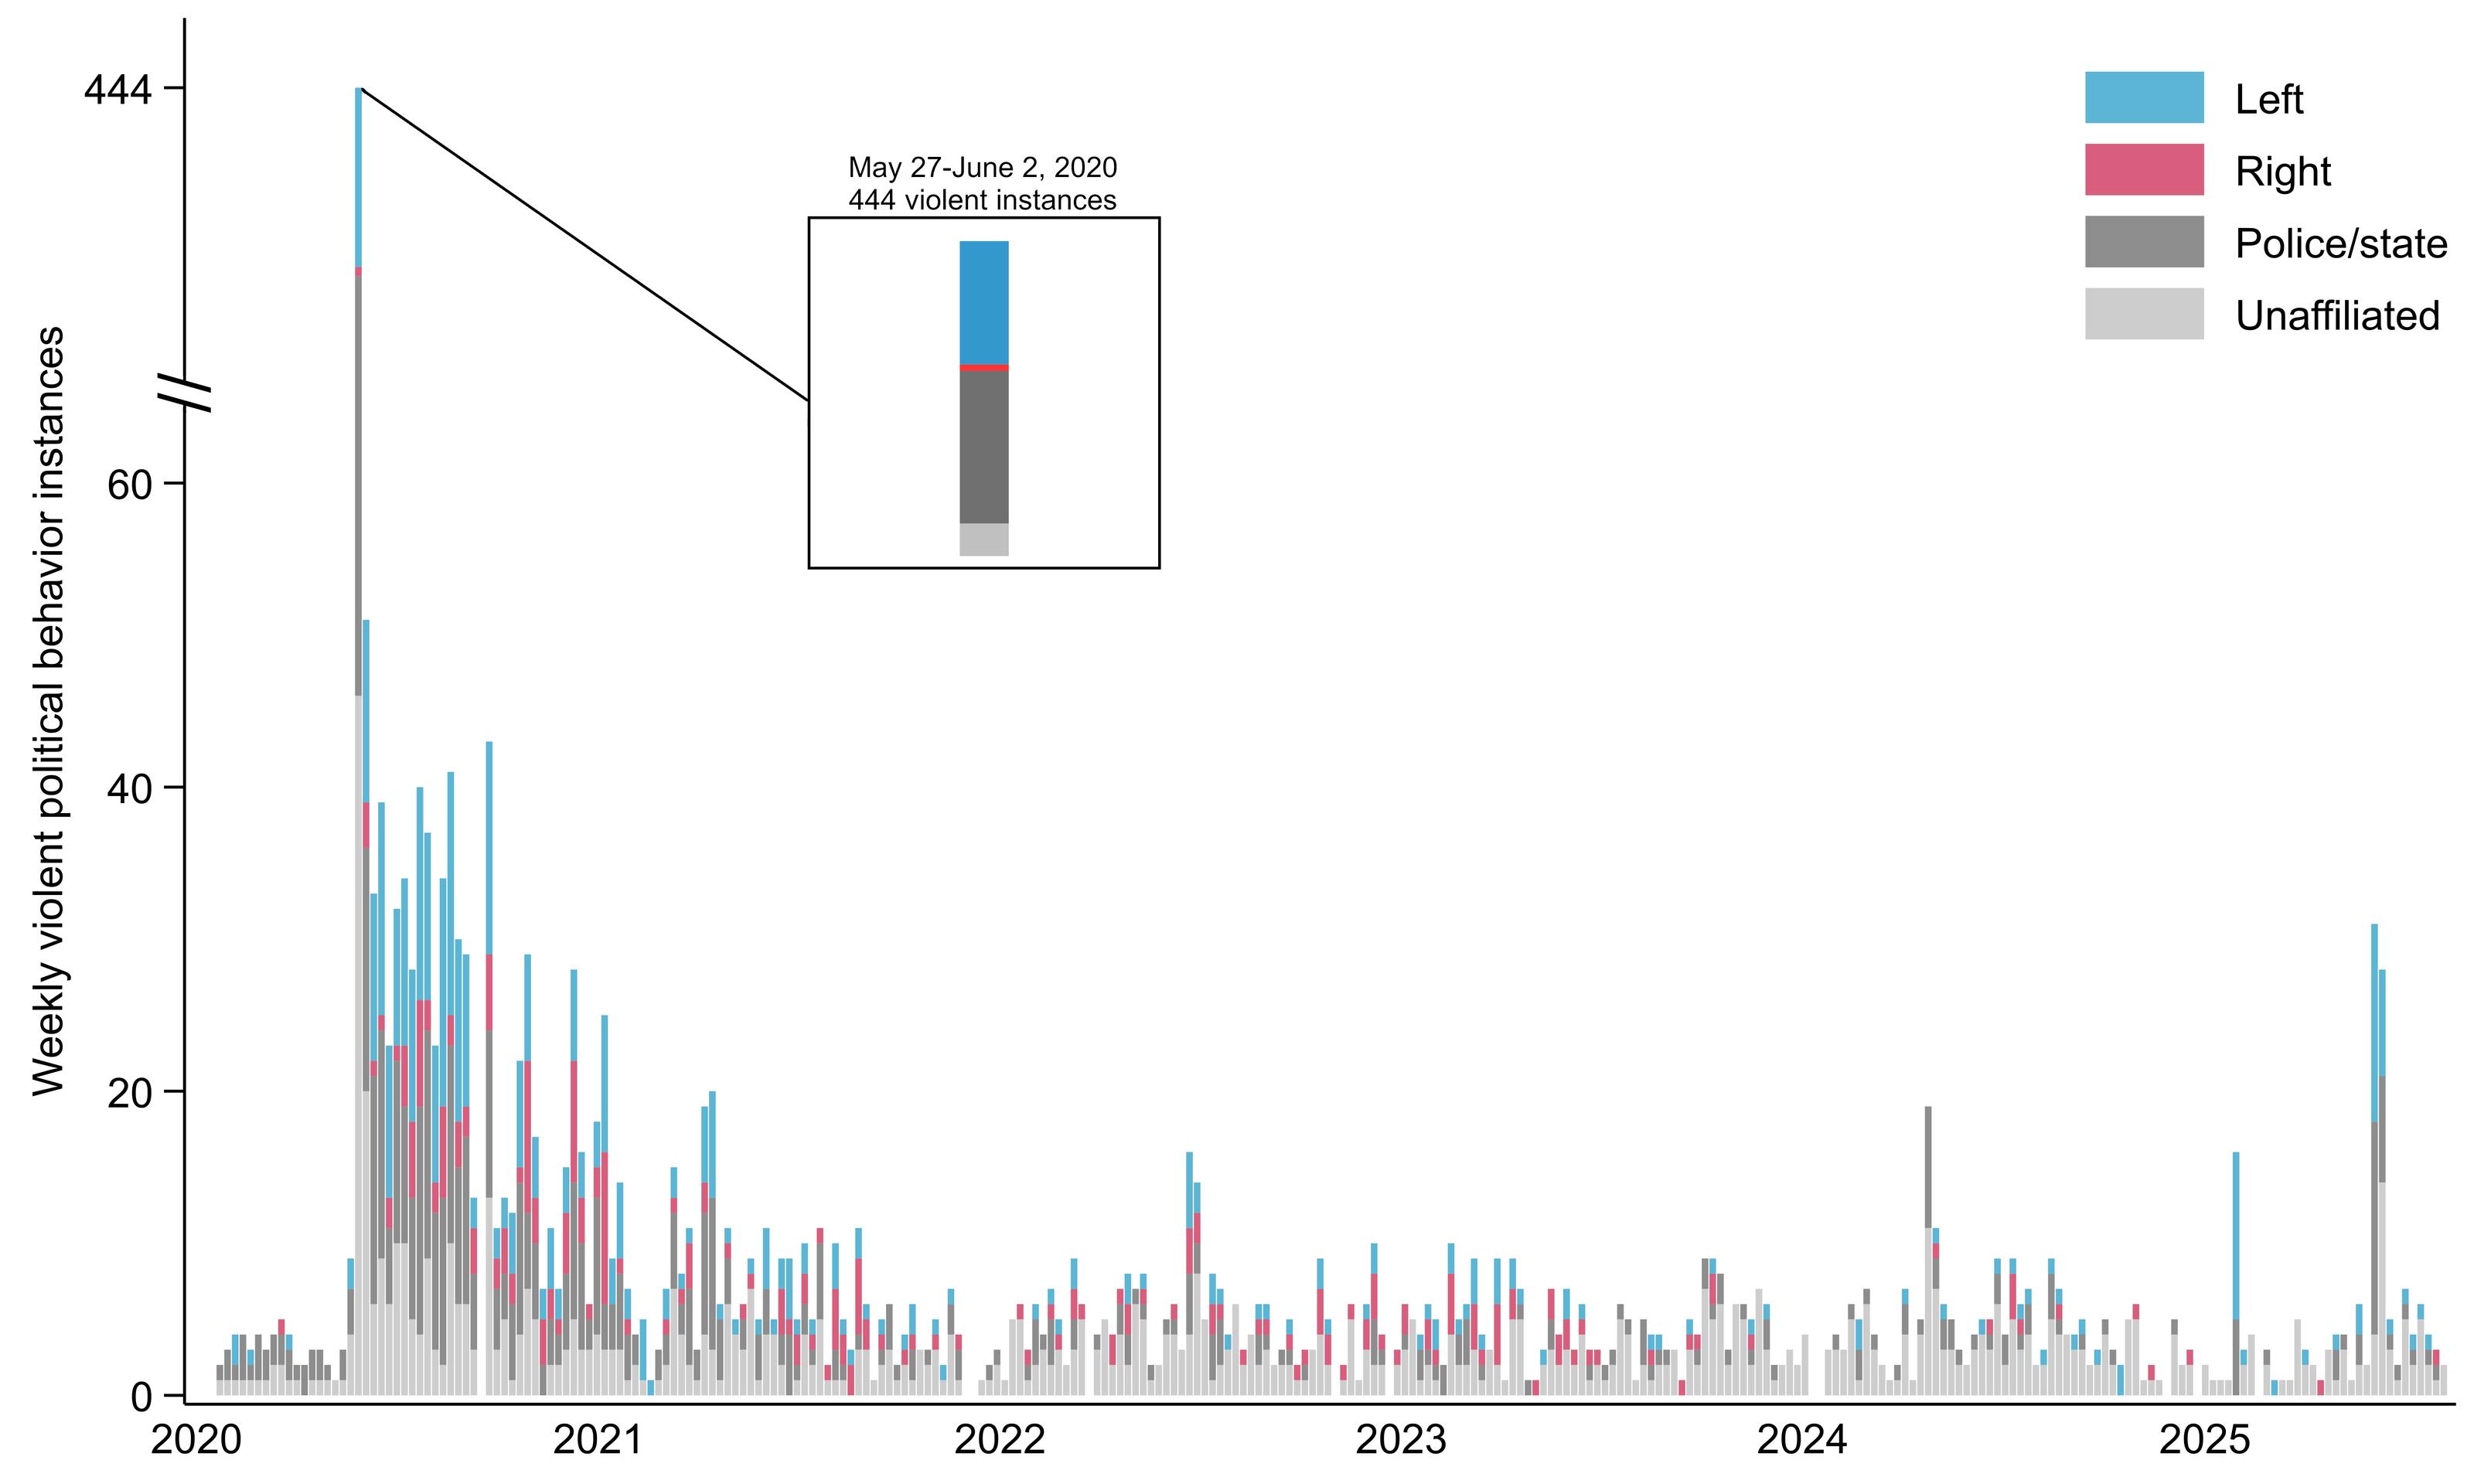 444
60
40
20
0
Weekly violent political behavior instances
May 27-June 2, 2020
444 violent instances
Left
Right
Police/state
Unaffiliated
2020 2021 2022 2023 2024 2025